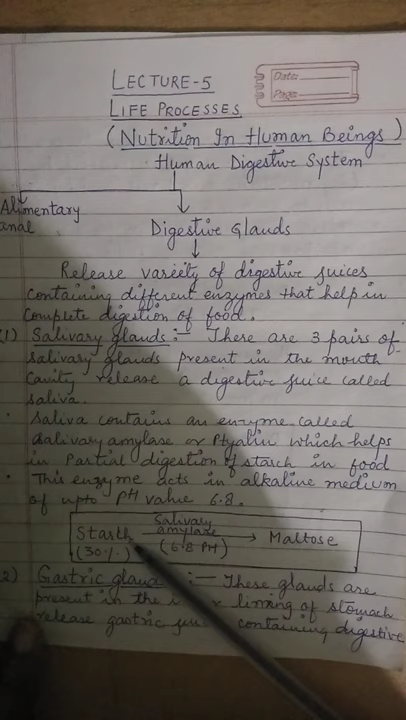 LECTURE-5
Date:
Page:
LIFE PROCESSES
(Nutrition In Human Beings)
Human Digestive System
Alimentary
anal
Digestive Glands
Release varieety of digestive juices
containing different enzymes that help in
complete digestion of food.
(1) Salivary glands :- There are 3 pairs of
salivary glands present in the mouth
cavity release a digestive juice called
saliva.
• Saliva contains an enzyme called
salivary amylase or Ptyalin which helps
in Partial digestion of starch in food
• This enzyme acts in alkaline medium
of upto PH value 6.8.
Salivary
Starch amylase → Maltose
(30%) (6.8 PH)
2) Gastric :- These glands are
present in the lining of stomach
release gastric containing digestive